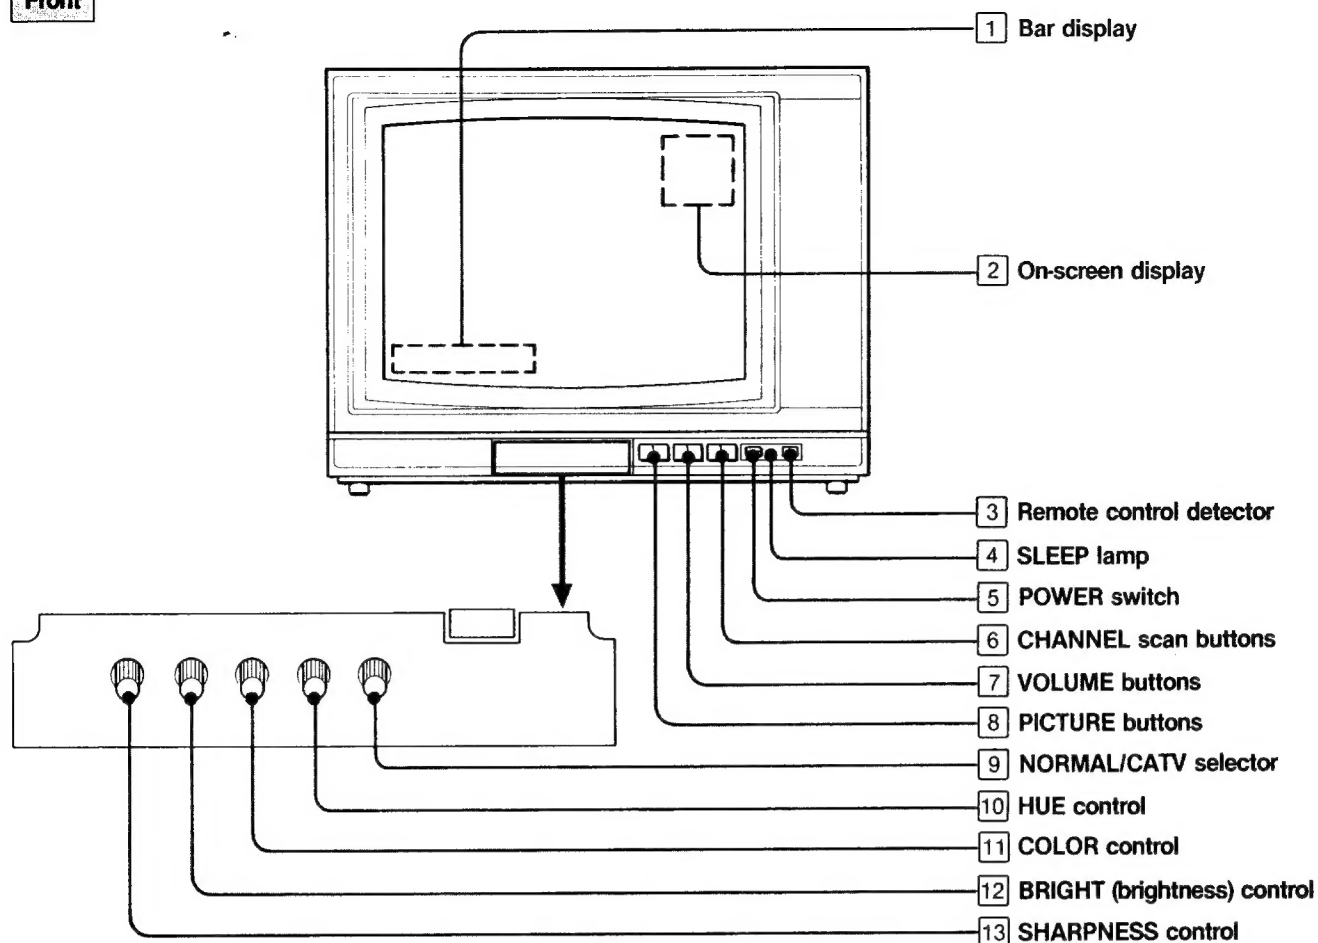 Front
1 Bar display
2 On-screen display
3 Remote control detector
4 SLEEP lamp
5 POWER switch
6 CHANNEL scan buttons
7 VOLUME buttons
8 PICTURE buttons
9 NORMAL/CATV selector
10 HUE control
11 COLOR control
12 BRIGHT (brightness) control
13 SHARPNESS control